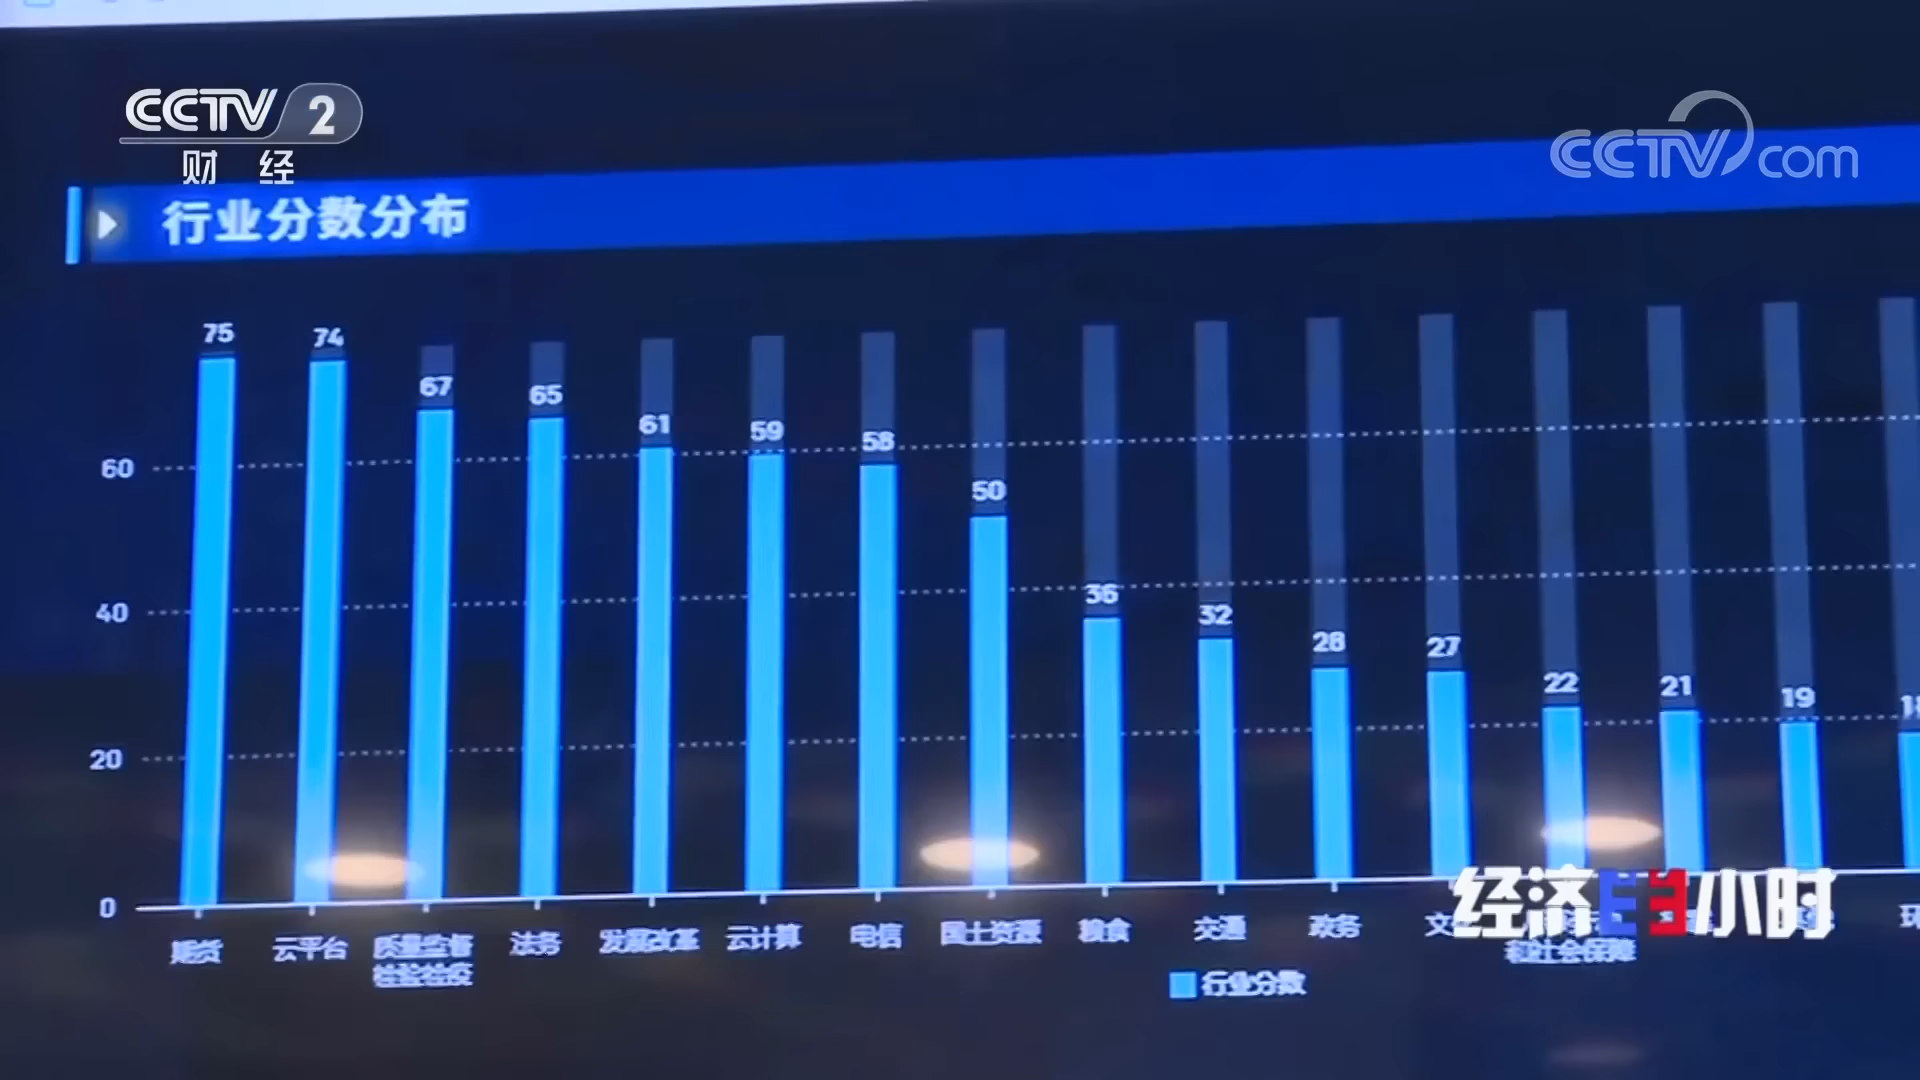 CCTV 2
财 经
CCTV com
行业分数分布
75
74
67
65
61
59
58
50
36
32
28
27
22
21
19
60
40
20
0
期货
云平台
质量监督
检验检疫
法务
发展改革
云计算
电信
国土资源
粮食
交通
政务
和社会保障
行业分数
经济 小时